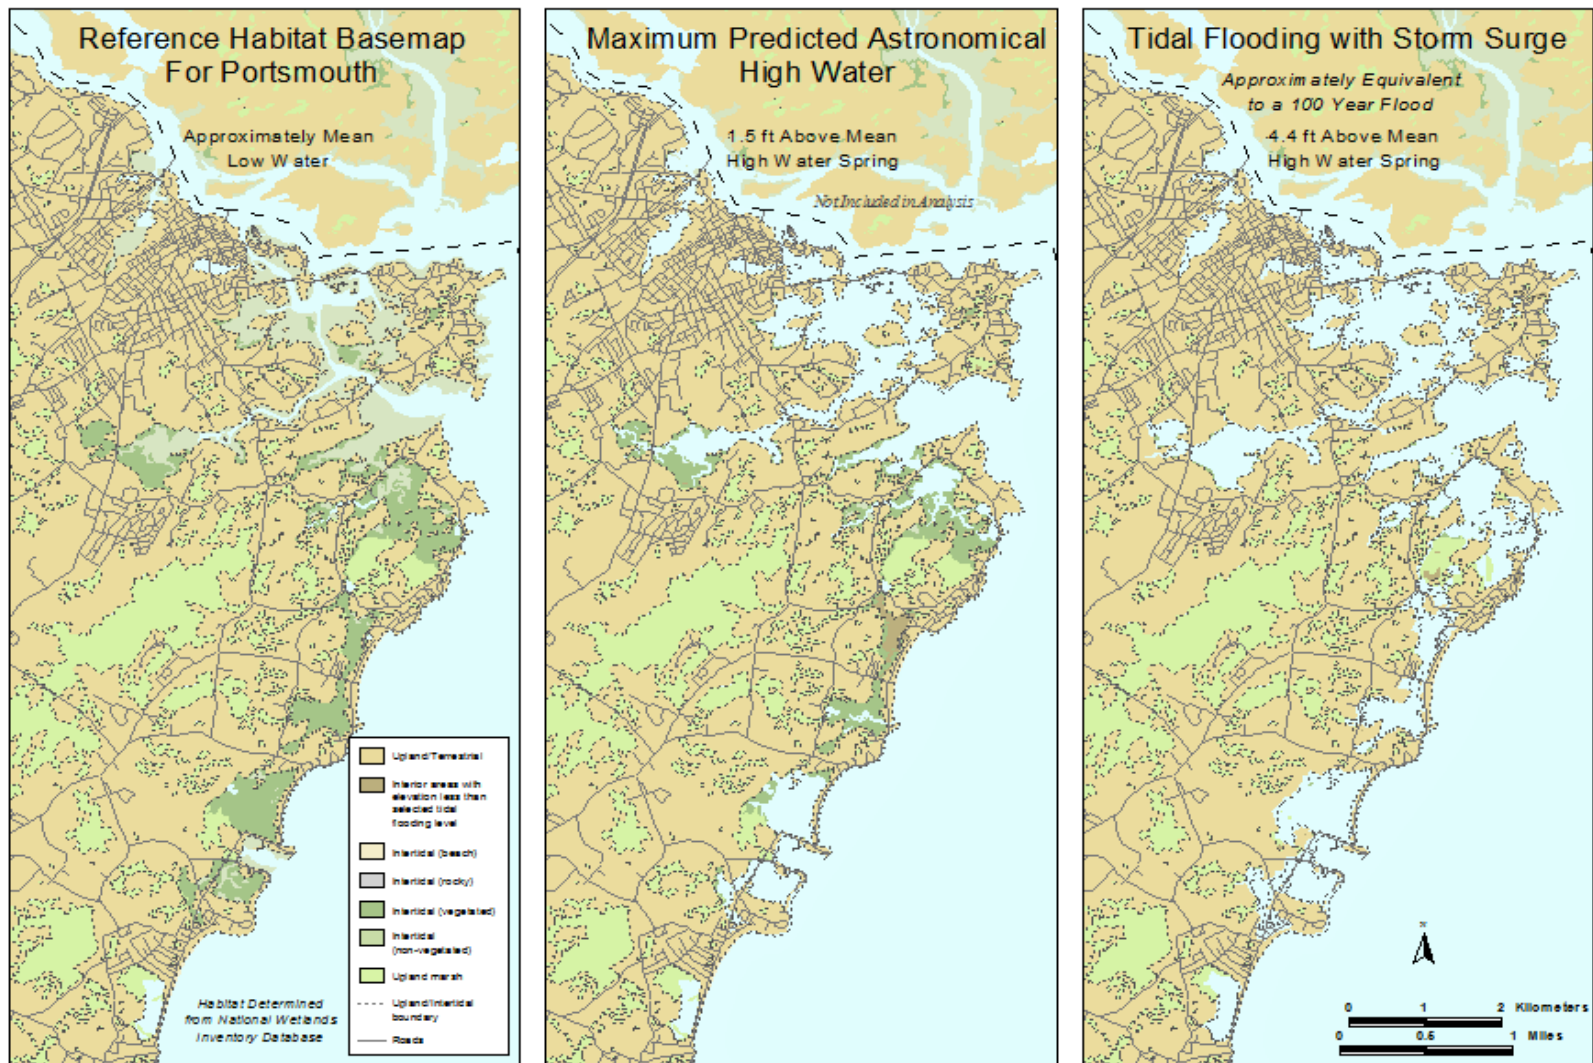 Reference Habitat Basemap
For Portsmouth
Approximately Mean
Low Water
Upland/Terrestrial
Interior areas with
elevation less than
selected tidal
flooding level
Intertidal (beach)
Intertidal (rocky)
Intertidal (vegetated)
Intertidal
(non-vegetated)
Upland marsh
Upland/Intertidal
boundary
Roads
Habitat Determined
from National Wetlands
Inventory Database
Maximum Predicted Astronomical
High Water
1.5 ft Above Mean
High Water Spring
Not Included in Analysis
Tidal Flooding with Storm Surge
Approximately Equivalent
to a 100 Year Flood
4.4 ft Above Mean
High Water Spring
N
0 1 2 Kilometers
0 0.5 1 Miles